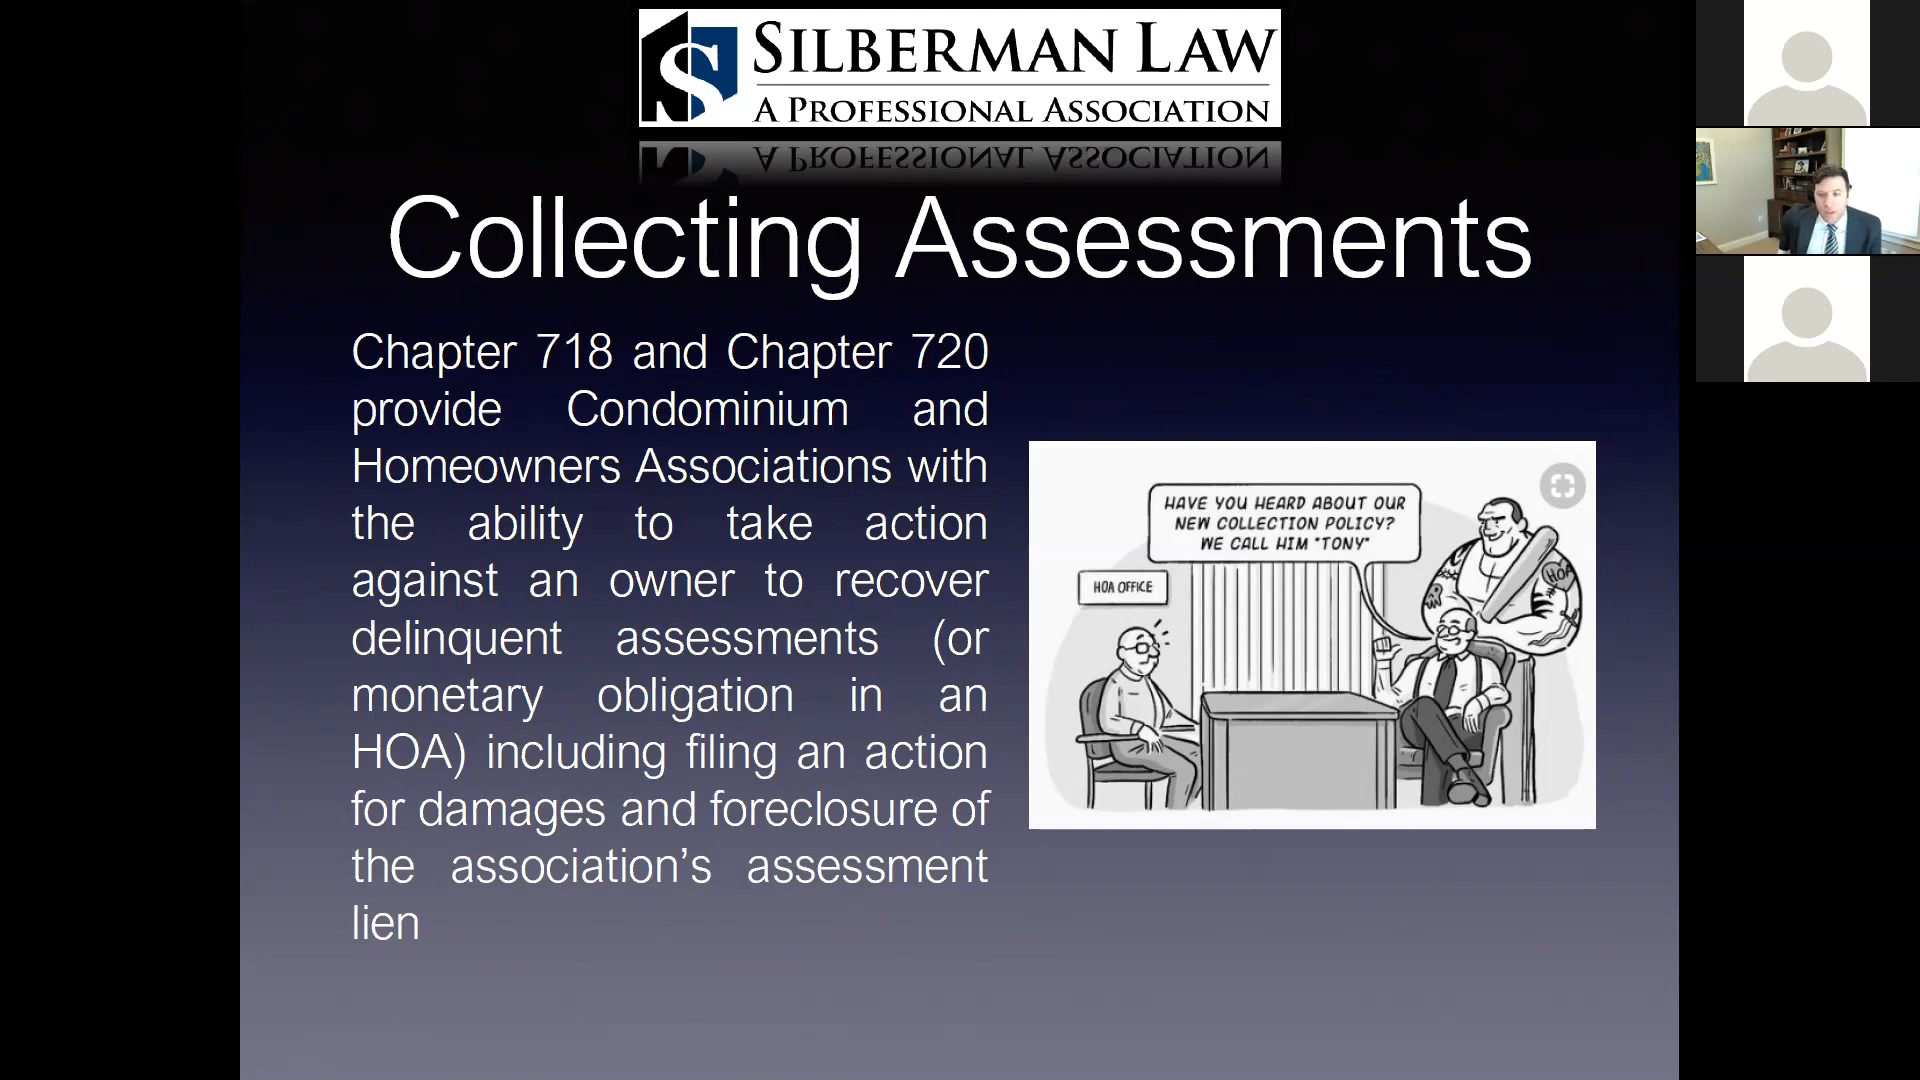 SILBERMAN LAW
A PROFESSIONAL ASSOCIATION
A PROFESSIONAL ASSOCIATION
Collecting Assessments
Chapter 718 and Chapter 720
provide Condominium and
Homeowners Associations with
the ability to take action
against an owner to recover
delinquent assessments (or
monetary obligation in an
HOA) including filing an action
for damages and foreclosure of
the association’s assessment
lien
HAVE YOU HEARD ABOUT OUR
NEW COLLECTION POLICY?
WE CALL HIM "TONY"
HOA OFFICE
HOA